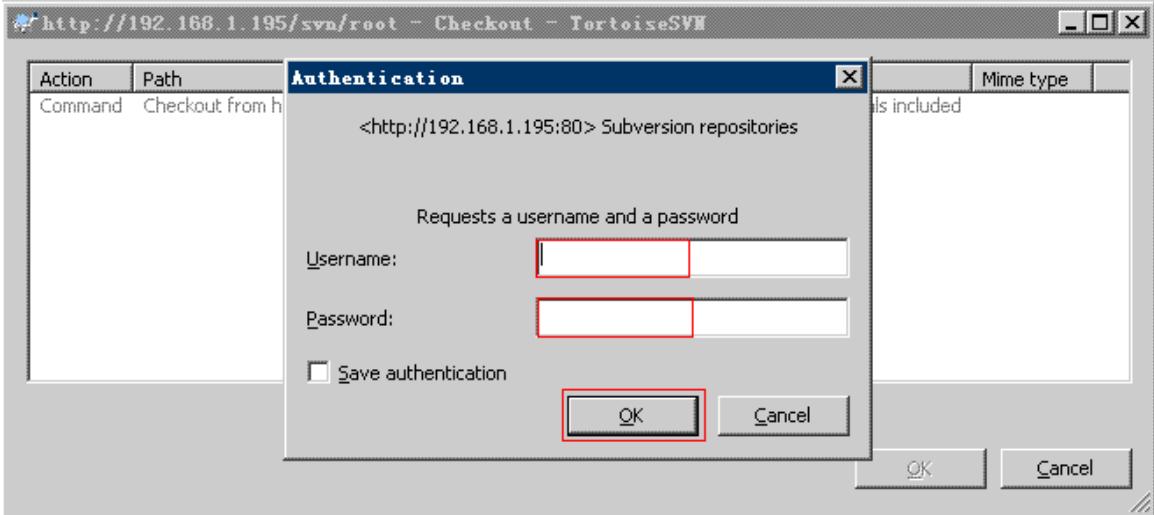 http://192.168.1.195/svn/root - Checkout - TortoiseSVN
Action Path Mime type
Command Checkout from h ls included
Authentication
<http://192.168.1.195:80> Subversion repositories
Requests a username and a password
Username:
Password:
Save authentication
OK Cancel
OK Cancel